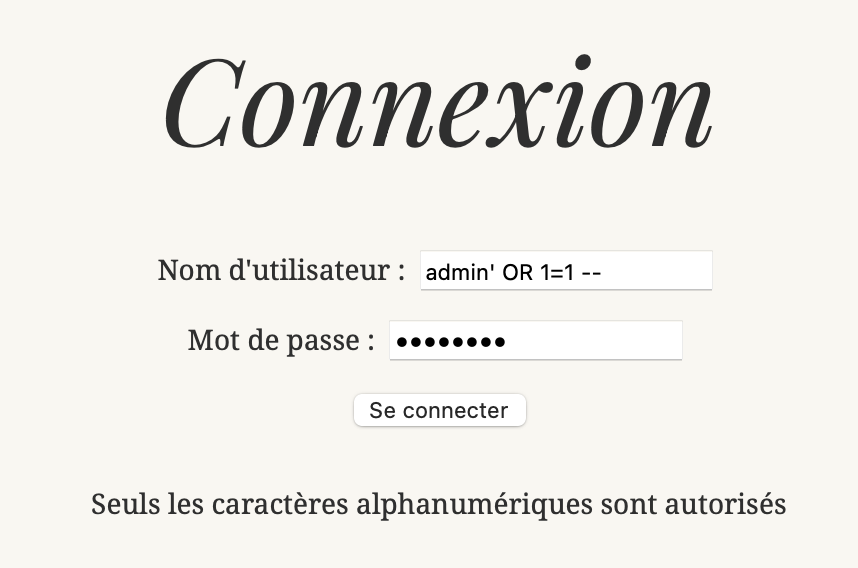 Connexion
Nom d'utilisateur : admin' OR 1=1 --
Mot de passe : ••••••••
Se connecter
Seuls les caractères alphanumériques sont autorisés